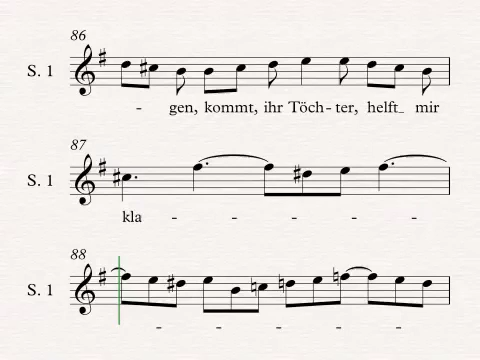 86
S. 1
- gen, kommt, ihr Töch - ter, helft_ mir
87
S. 1
kla - - - - -
88
S. 1
- - - - -